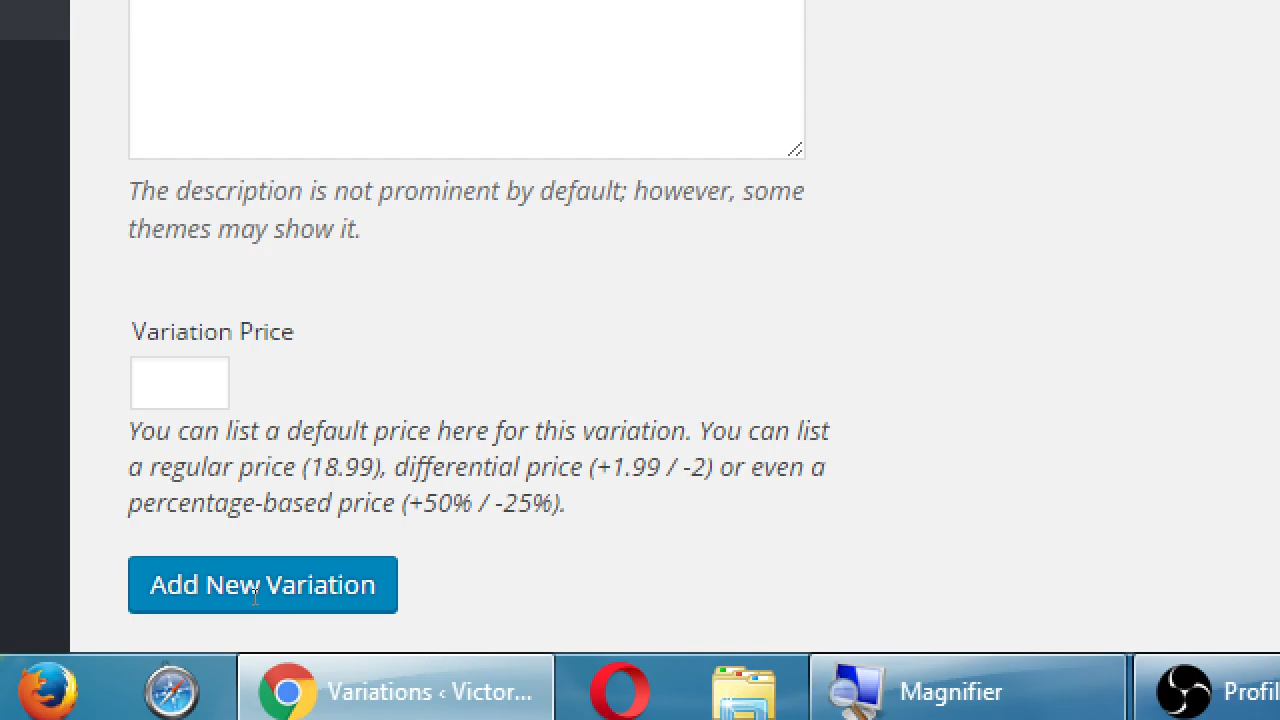 The description is not prominent by default; however, some
themes may show it.
Variation Price
You can list a default price here for this variation. You can list
a regular price (18.99), differential price (+1.99 / -2) or even a
percentage-based price (+50% / -25%).
Add New Variation
Variations ‹ Victor...
Magnifier
Profil